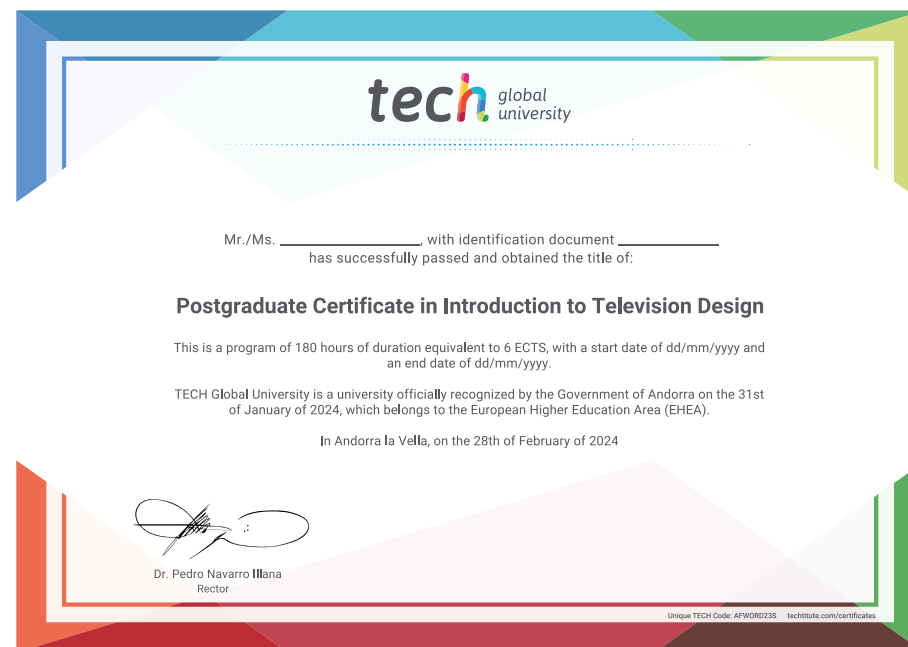 tech global
university
Mr./Ms. ____________________, with identification document ______________
has successfully passed and obtained the title of:
Postgraduate Certificate in Introduction to Television Design
This is a program of 180 hours of duration equivalent to 6 ECTS, with a start date of dd/mm/yyyy and
an end date of dd/mm/yyyy.
TECH Global University is a university officially recognized by the Government of Andorra on the 31st
of January of 2024, which belongs to the European Higher Education Area (EHEA).
In Andorra la Vella, on the 28th of February of 2024
Dr. Pedro Navarro Illana
Rector
Unique TECH Code: AFWORD23S techtitute.com/certificates